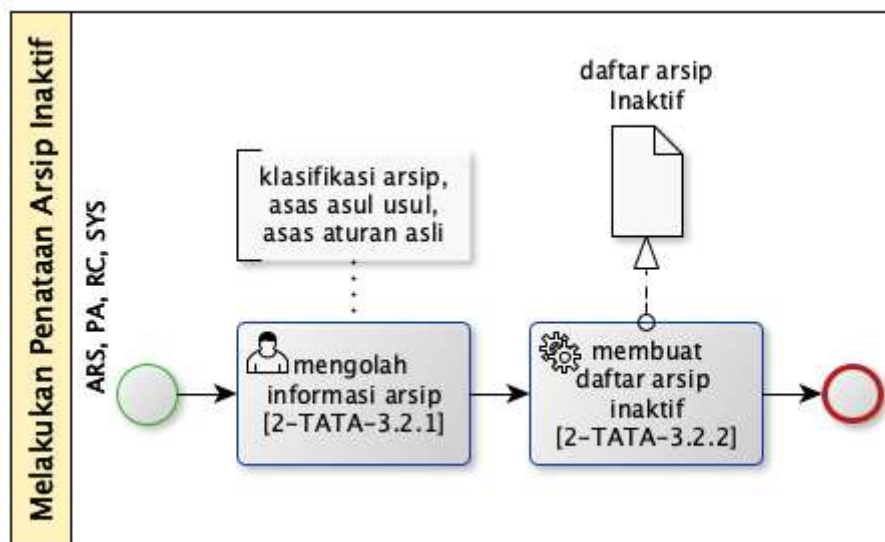 Melakukan Penataan Arsip Inaktif
ARS, PA, RC, SYS
klasifikasi arsip,
asas asul usul,
asas aturan asli
mengolah
informasi arsip
[2-TATA-3.2.1]
daftar arsip
Inaktif
membuat
daftar arsip
inaktif
[2-TATA-3.2.2]